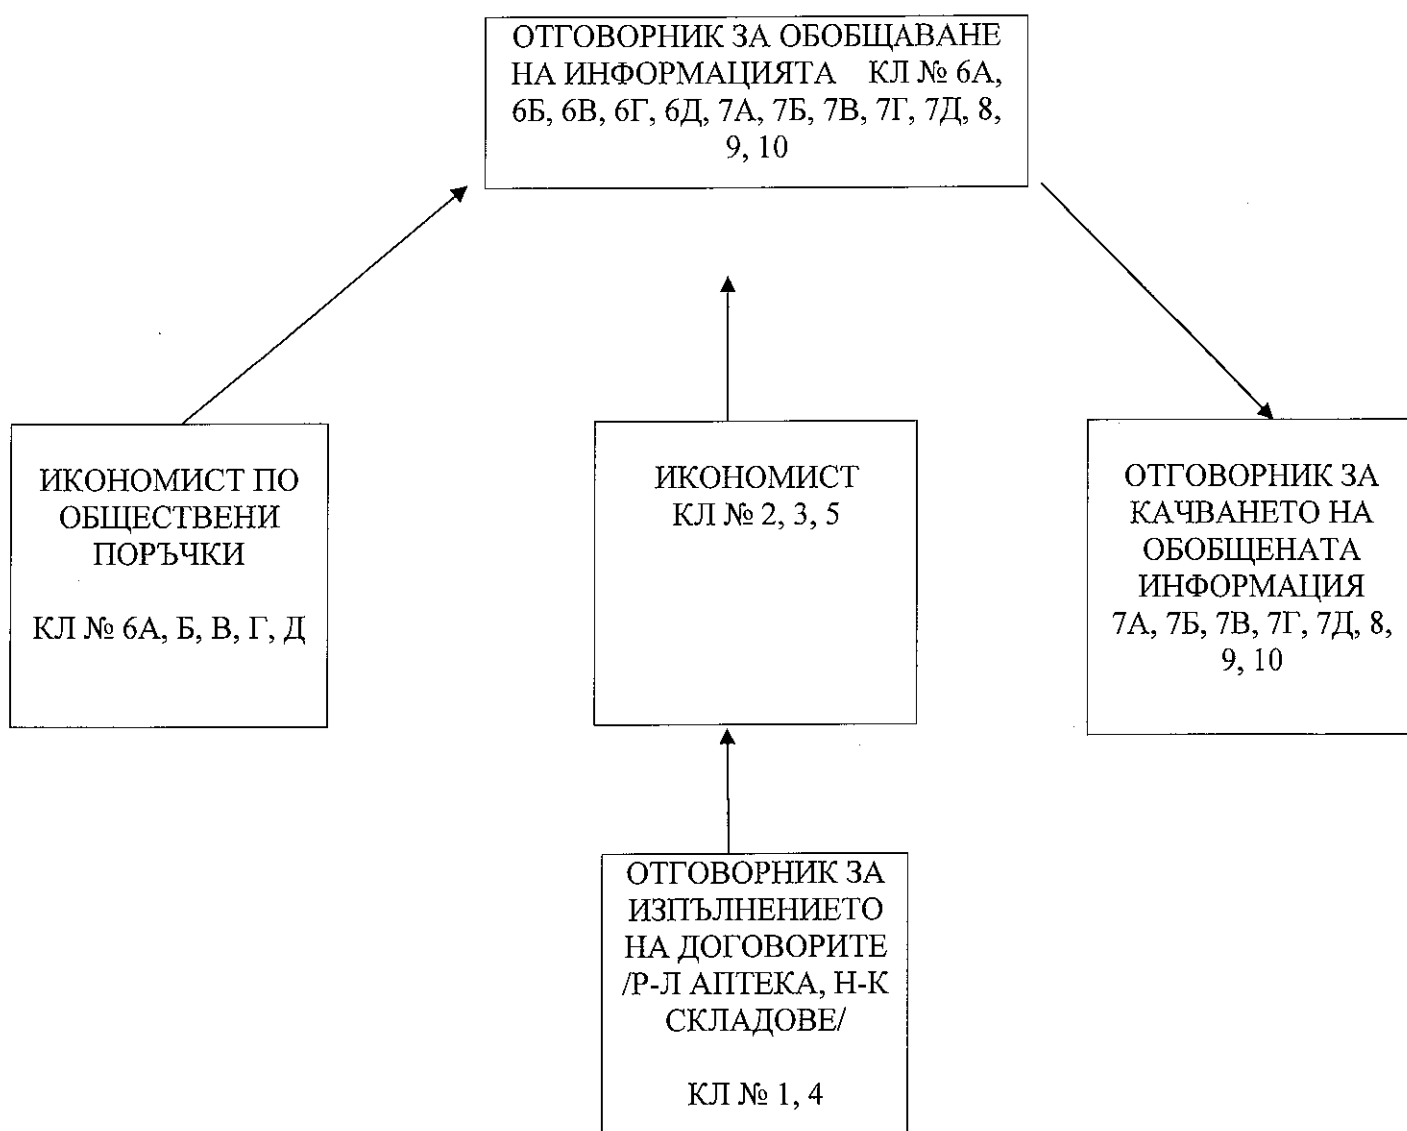 ОТГОВОРНИК ЗА ОБОБЩАВАНЕ
НА ИНФОРМАЦИЯТА КЛ № 6А,
6Б, 6В, 6Г, 6Д, 7А, 7Б, 7В, 7Г, 7Д, 8,
9, 10
ИКОНОМИСТ ПО
ОБЩЕСТВЕНИ
ПОРЪЧКИ
КЛ № 6А, Б, В, Г, Д
ИКОНОМИСТ
КЛ № 2, 3, 5
ОТГОВОРНИК ЗА
КАЧВАНЕТО НА
ОБОБЩЕНАТА
ИНФОРМАЦИЯ
7А, 7Б, 7В, 7Г, 7Д, 8,
9, 10
ОТГОВОРНИК ЗА
ИЗПЪЛНЕНИЕТО
НА ДОГОВОРИТЕ
/Р-Л АПТЕКА, Н-К
СКЛАДОВЕ/
КЛ № 1, 4